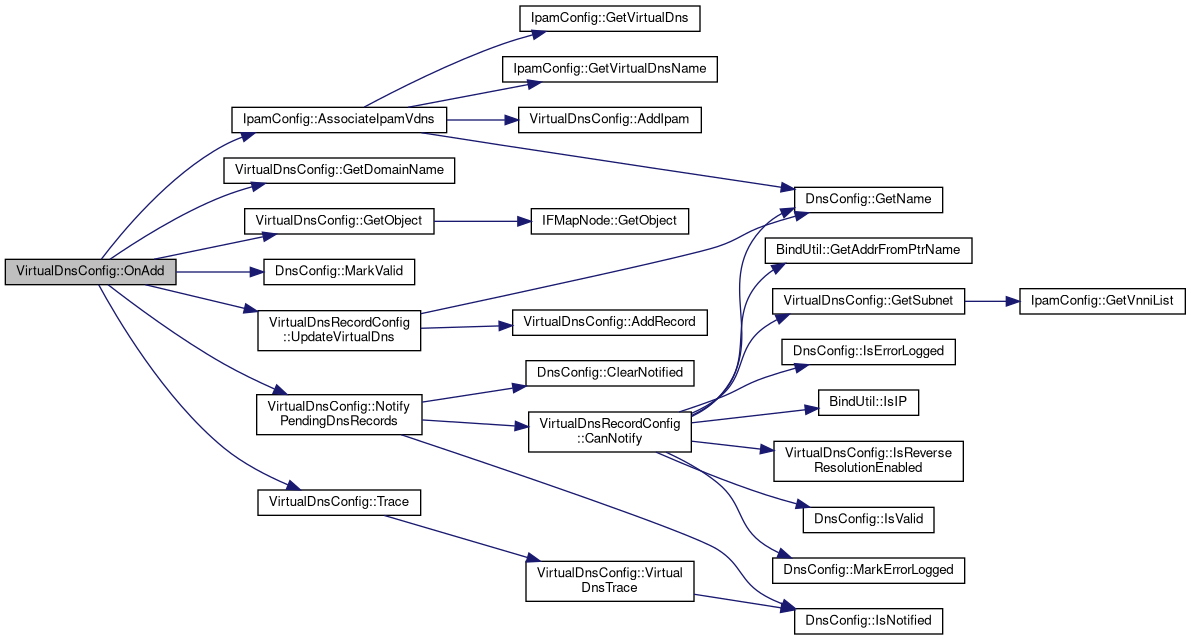 IpamConfig::GetVirtualDns
IpamConfig::GetVirtualDnsName
IpamConfig::AssociateIpamVdns
VirtualDnsConfig::AddIpam
VirtualDnsConfig::GetDomainName
DnsConfig::GetName
VirtualDnsConfig::GetObject
IFMapNode::GetObject
BindUtil::GetAddrFromPtrName
VirtualDnsConfig::OnAdd
DnsConfig::MarkValid
VirtualDnsConfig::GetSubnet
IpamConfig::GetVnniList
VirtualDnsRecordConfig
::UpdateVirtualDns
VirtualDnsConfig::AddRecord
DnsConfig::IsErrorLogged
DnsConfig::ClearNotified
BindUtil::IsIP
VirtualDnsConfig::Notify
PendingDnsRecords
VirtualDnsRecordConfig
::CanNotify
VirtualDnsConfig::IsReverse
ResolutionEnabled
VirtualDnsConfig::Trace
DnsConfig::IsValid
DnsConfig::MarkErrorLogged
VirtualDnsConfig::Virtual
DnsTrace
DnsConfig::IsNotified